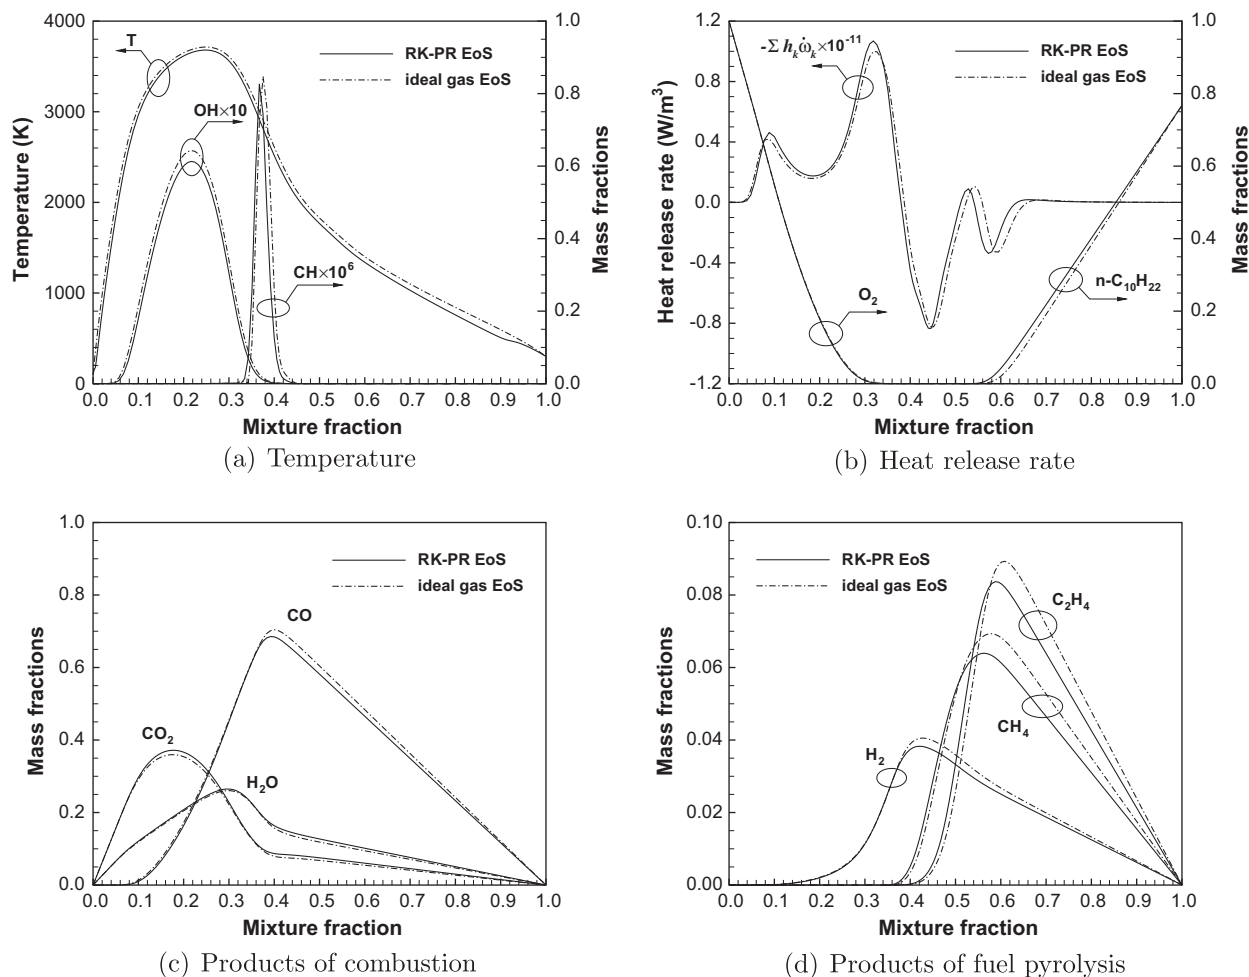 4000
3000
2000
1000
0
Temperature (K)
T
OH×10
CH×10⁶
RK-PR EoS
ideal gas EoS
1.0
0.8
0.6
0.4
0.2
0.0
Mass fractions
0.0 0.1 0.2 0.3 0.4 0.5 0.6 0.7 0.8 0.9 1.0
Mixture fraction
(a) Temperature
1.2
0.8
0.4
0.0
-0.4
-0.8
-1.2
Heat release rate (W/m³)
-Σ hₖω̇ₖ×10⁻¹¹
RK-PR EoS
ideal gas EoS
O₂
n-C₁₀H₂₂
1.0
0.8
0.6
0.4
0.2
0.0
Mass fractions
0.0 0.1 0.2 0.3 0.4 0.5 0.6 0.7 0.8 0.9 1.0
Mixture fraction
(b) Heat release rate
1.0
0.8
0.6
0.4
0.2
0.0
Mass fractions
RK-PR EoS
ideal gas EoS
CO
CO₂
H₂O
0.0 0.1 0.2 0.3 0.4 0.5 0.6 0.7 0.8 0.9 1.0
Mixture fraction
(c) Products of combustion
0.10
0.08
0.06
0.04
0.02
0.00
Mass fractions
RK-PR EoS
ideal gas EoS
C₂H₄
CH₄
H₂
0.0 0.1 0.2 0.3 0.4 0.5 0.6 0.7 0.8 0.9 1.0
Mixture fraction
(d) Products of fuel pyrolysis